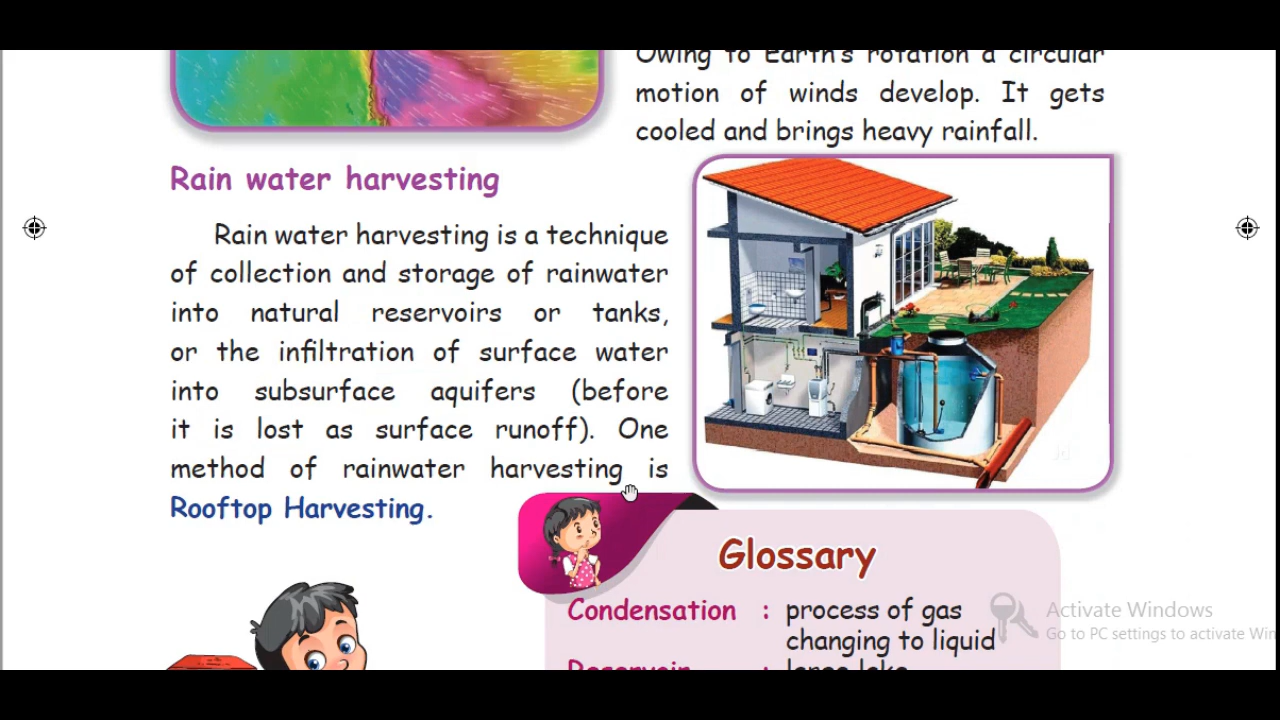 Owing to Earth's rotation a circular
motion of winds develop. It gets
cooled and brings heavy rainfall.
Rain water harvesting
Rain water harvesting is a technique
of collection and storage of rainwater
into natural reservoirs or tanks,
or the infiltration of surface water
into subsurface aquifers (before
it is lost as surface runoff). One
method of rainwater harvesting is
Rooftop Harvesting.
Glossary
Condensation : process of gas
changing to liquid
Reservoir : large lake
Activate Windows
Go to PC settings to activate Win